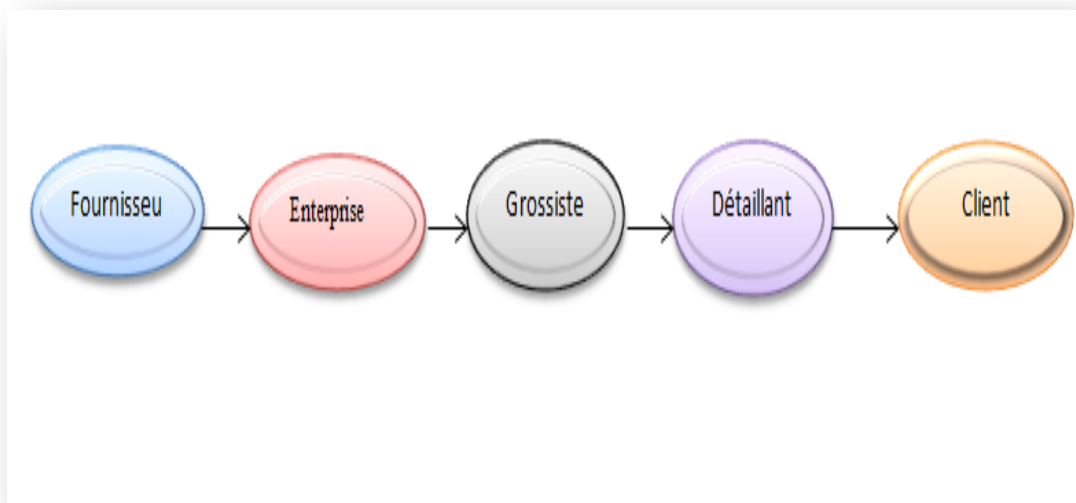 Fournisseu
Enterprise
Grossiste
Détaillant
Client